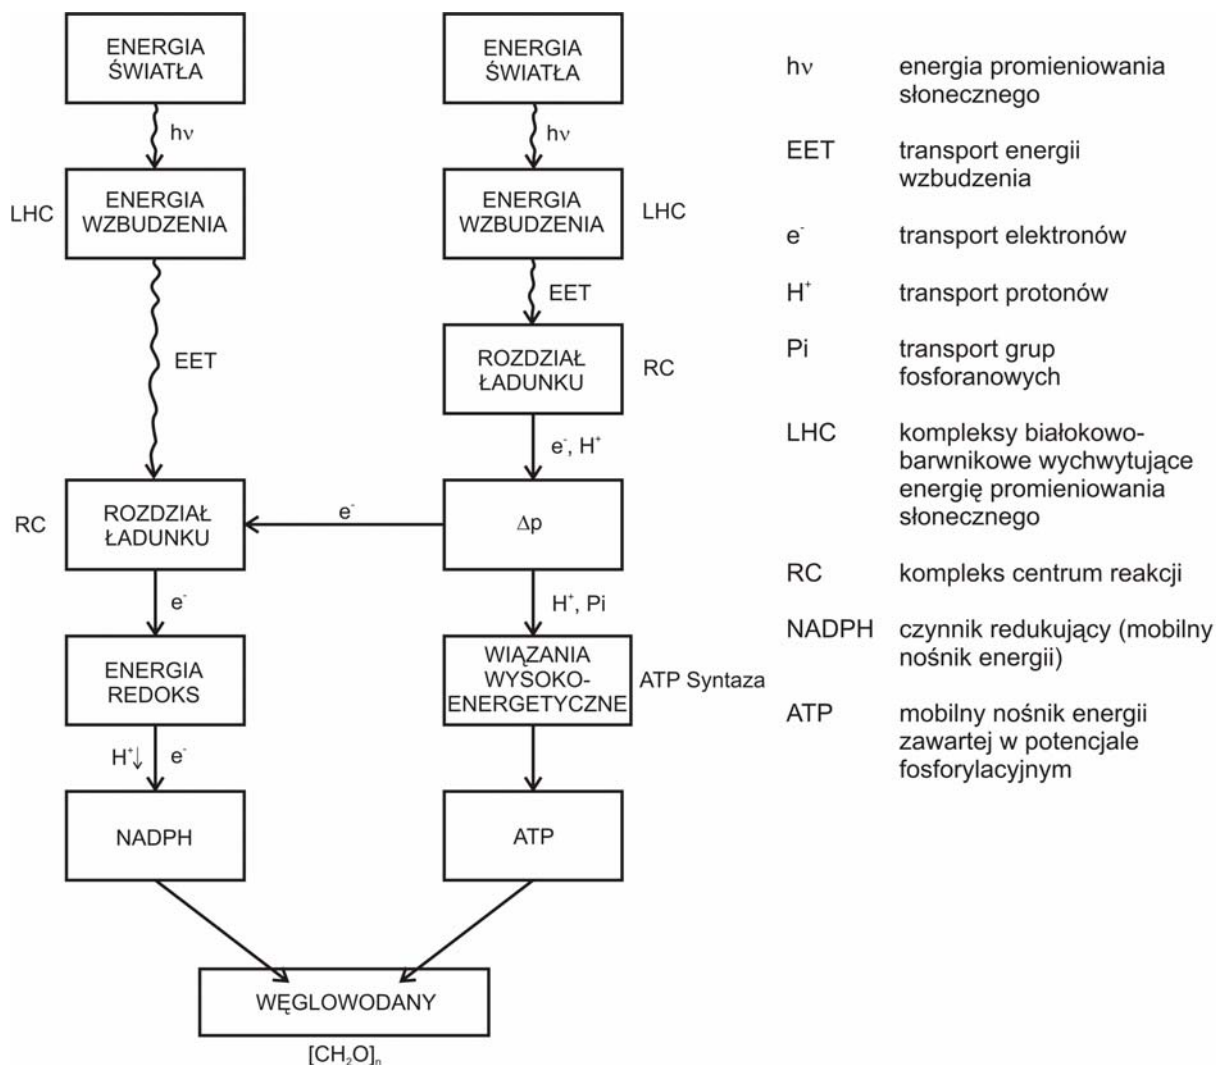 ENERGIA
ŚWIATŁA
hν
LHC
ENERGIA
WZBUDZENIA
EET
RC
ROZDZIAŁ
ŁADUNKU
e⁻
ENERGIA
REDOKS
H⁺↓ e⁻
NADPH
ENERGIA
ŚWIATŁA
hν
ENERGIA
WZBUDZENIA
LHC
EET
ROZDZIAŁ
ŁADUNKU
RC
e⁻, H⁺
e⁻
Δp
H⁺, Pi
WIĄZANIA
WYSOKO-
ENERGETYCZNE
ATP Syntaza
ATP
WĘGLOWODANY
[CH₂O]ₙ
hν energia promieniowania
słonecznego
EET transport energii
wzbudzenia
e⁻ transport elektronów
H⁺ transport protonów
Pi transport grup
fosforanowych
LHC kompleksy białokowo-
barwnikowe wychwytujące
energię promieniowania
słonecznego
RC kompleks centrum reakcji
NADPH czynnik redukujący (mobilny
nośnik energii)
ATP mobilny nośnik energii
zawartej w potencjale
fosforylacyjnym